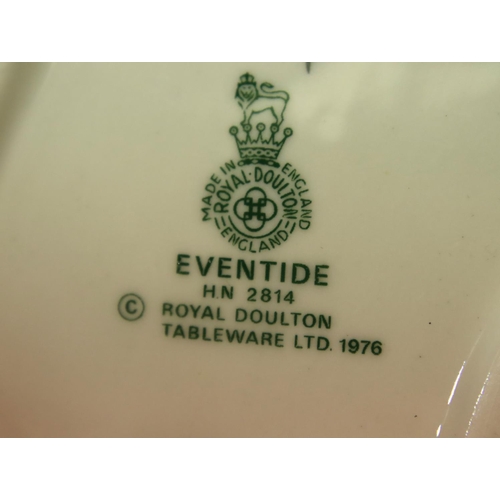 MADE IN ENGLAND
ROYAL·DOULTON
ENGLAND
EVENTIDE
H.N 2814
© ROYAL DOULTON
TABLEWARE LTD. 1976